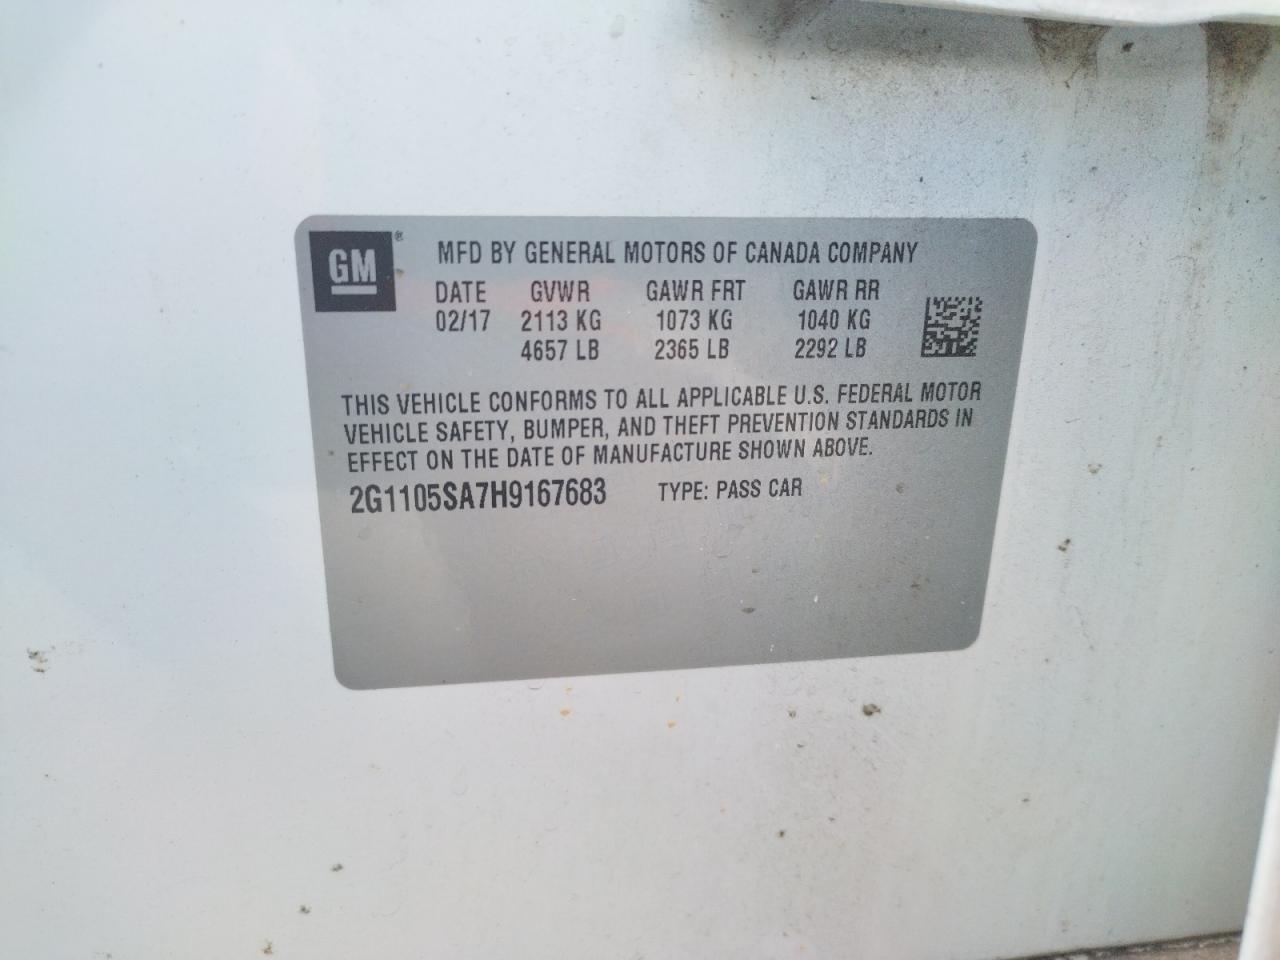 GM ®
MFD BY GENERAL MOTORS OF CANADA COMPANY
DATE GVWR GAWR FRT GAWR RR
02/17 2113 KG 1073 KG 1040 KG
4657 LB 2365 LB 2292 LB
THIS VEHICLE CONFORMS TO ALL APPLICABLE U.S. FEDERAL MOTOR
VEHICLE SAFETY, BUMPER, AND THEFT PREVENTION STANDARDS IN
EFFECT ON THE DATE OF MANUFACTURE SHOWN ABOVE.
2G1105SA7H9167683 TYPE: PASS CAR